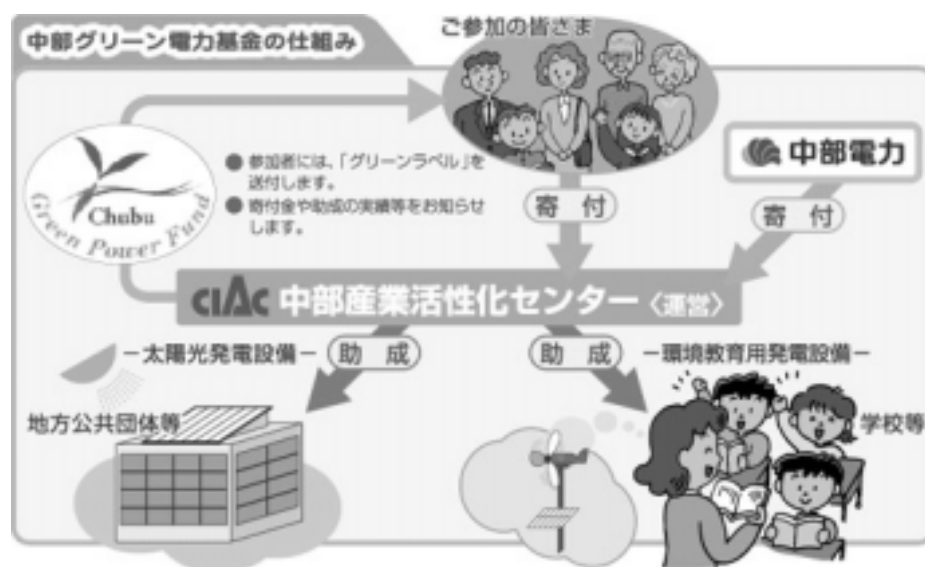 中部グリーン電力基金の仕組み
ご参加の皆さま
● 参加者には、「グリーンラベル」を
送付します。
● 寄付金や助成の実績等をお知らせ
します。
Chubu
Green Power Fund
中部電力
寄 付
寄 付
CIAC 中部産業活性化センター〈運営〉
－太陽光発電設備－
助 成
助 成
－環境教育用発電設備－
地方公共団体等
学校等